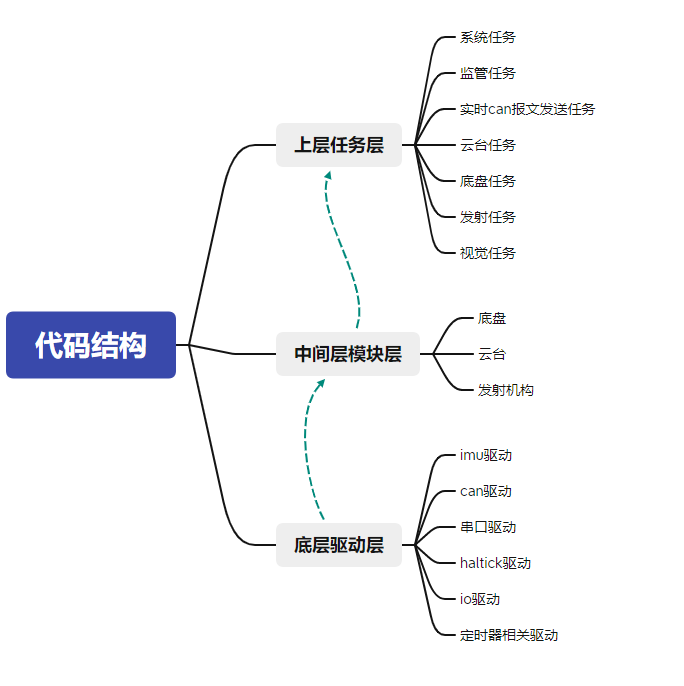 代码结构
上层任务层
系统任务
监管任务
实时can报文发送任务
云台任务
底盘任务
发射任务
视觉任务
中间层模块层
底盘
云台
发射机构
底层驱动层
imu驱动
can驱动
串口驱动
haltick驱动
io驱动
定时器相关驱动